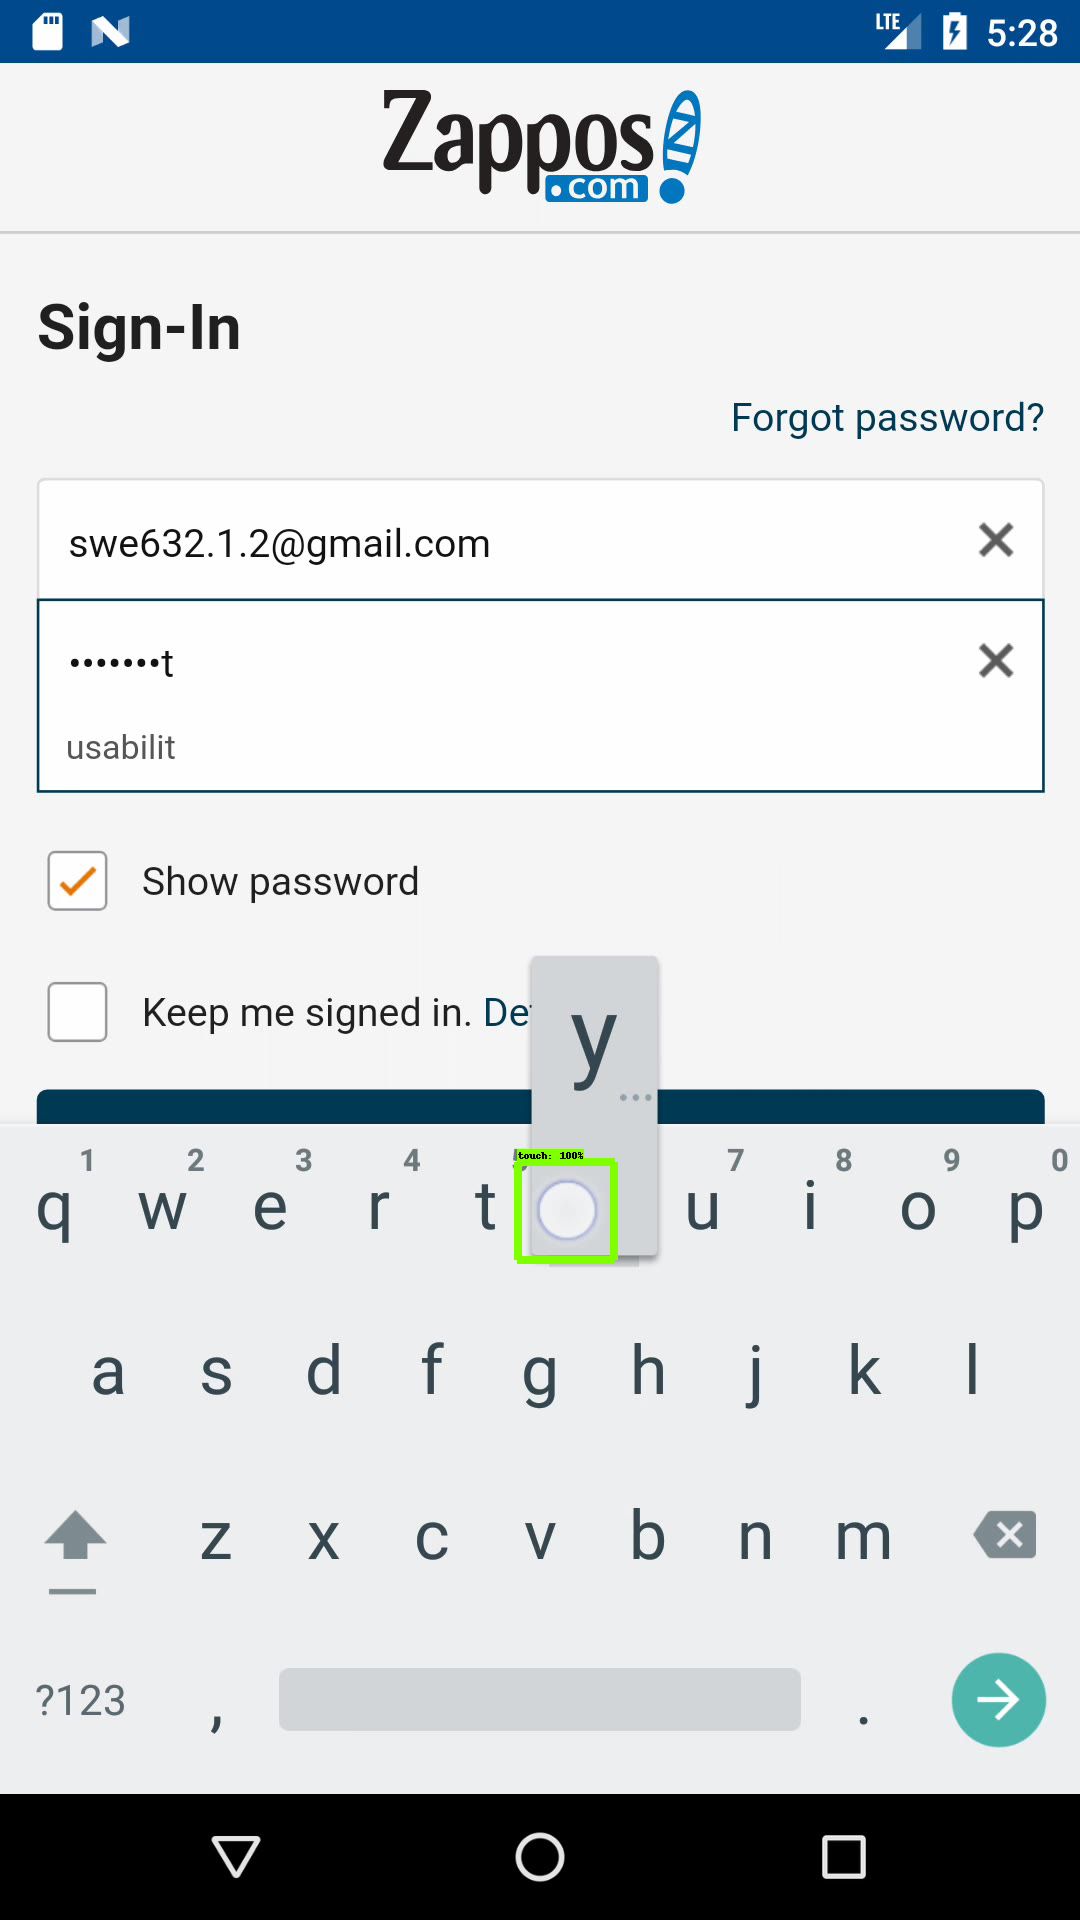 LTE 5:28
Zappos
.com
Sign-In
Forgot password?
swe632.1.2@gmail.com
•••••••t
usabilit
Show password
Keep me signed in. De
y
...
touch: 100%
1 2 3 4 7 8 9 0
q w e r t u i o p
a s d f g h j k l
z x c v b n m
?123 , .